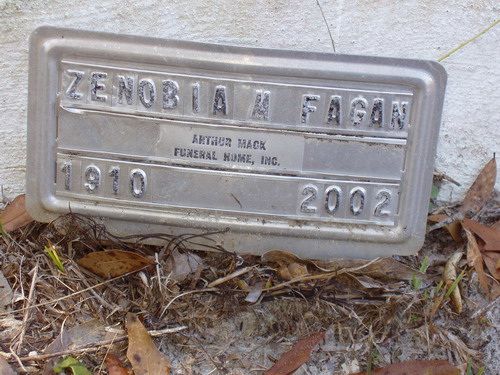 ZENOBIA M FAGAN
ARTHUR MACK
FUNERAL HOME, INC.
1910 2002